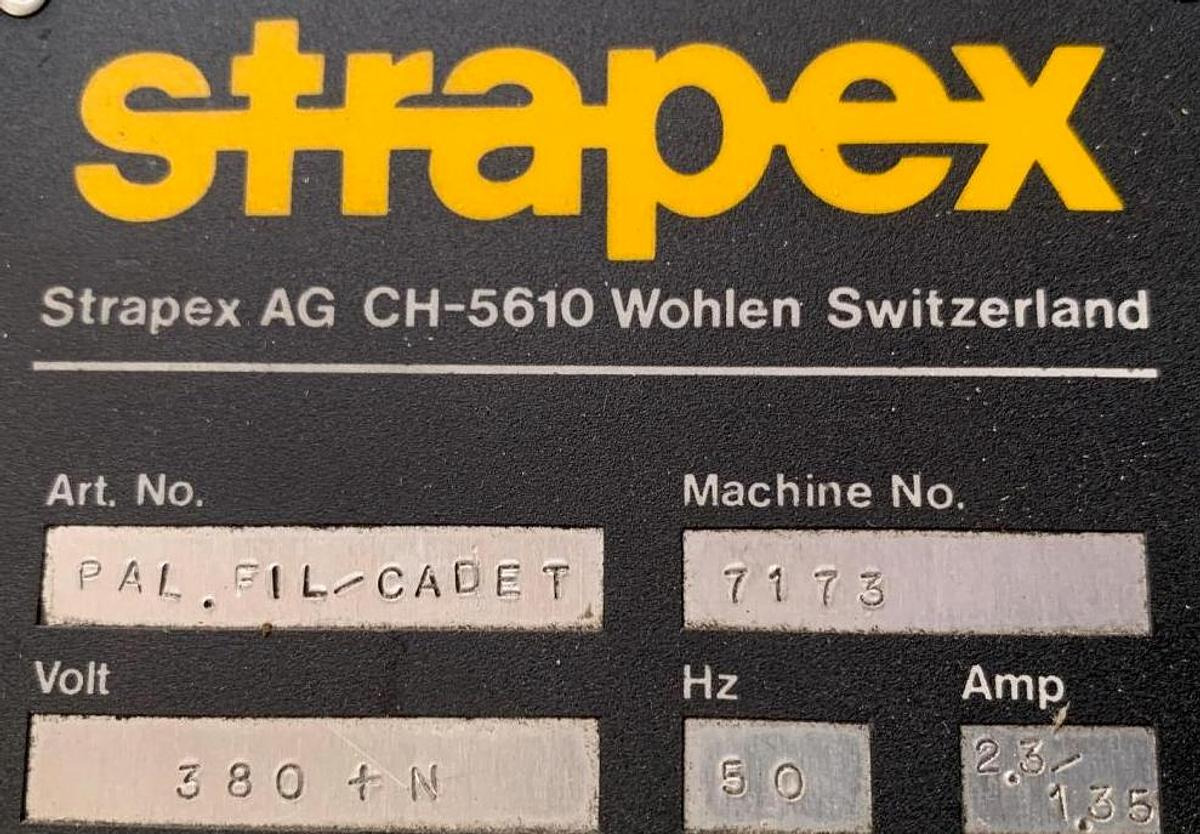 strapex
Strapex AG CH-5610 Wohlen Switzerland
Art. No. Machine No.
PAL.FIL/CADET 7173
Volt Hz Amp
380 + N 50 2.3/
1.35